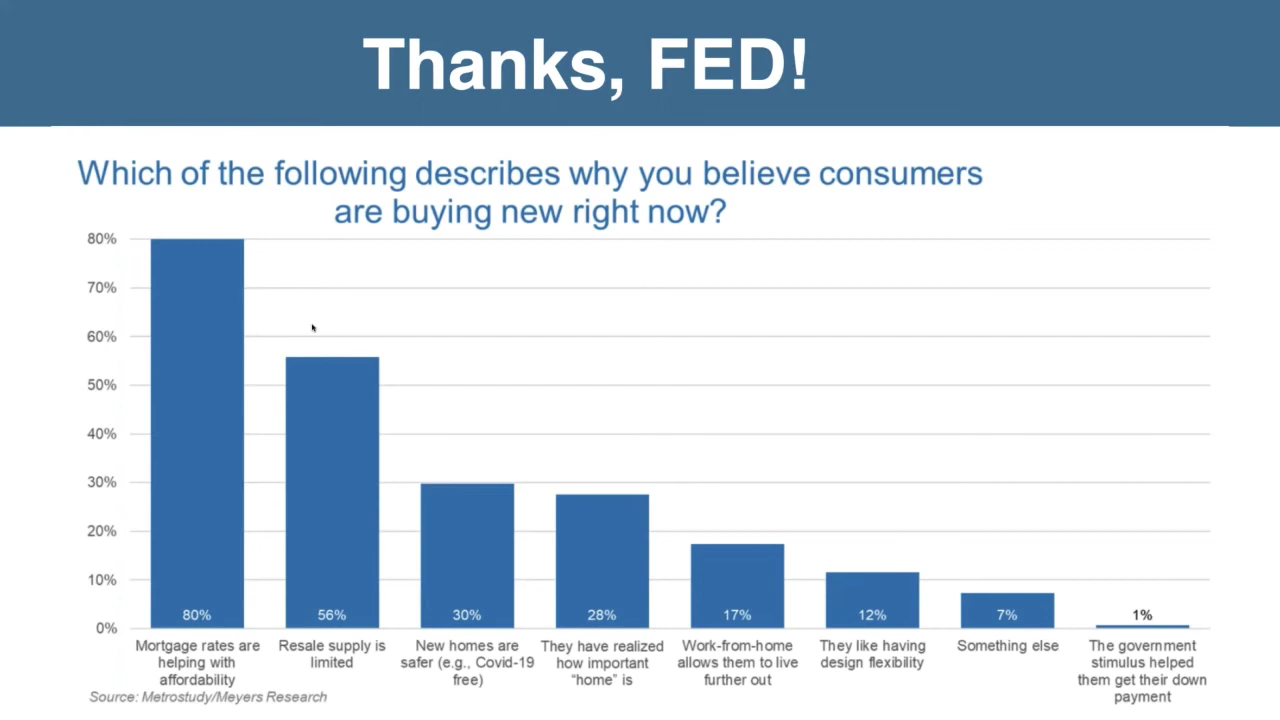 Thanks, FED!
Which of the following describes why you believe consumers
are buying new right now?
80%
70%
60%
50%
40%
30%
20%
10%
0%
80%
56%
30%
28%
17%
12%
7%
1%
Mortgage rates are
helping with
affordability
Resale supply is
limited
New homes are
safer (e.g., Covid-19
free)
They have realized
how important
“home” is
Work-from-home
allows them to live
further out
They like having
design flexibility
Something else
The government
stimulus helped
them get their down
payment
Source: Metrostudy/Meyers Research